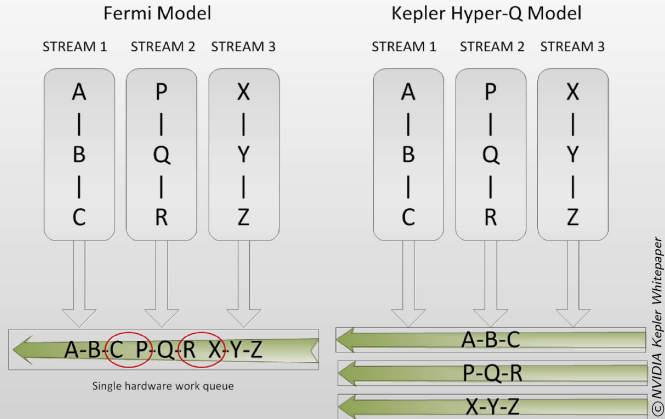 Fermi Model
STREAM 1 STREAM 2 STREAM 3
A P X
B Q Y
C R Z
A-B-C P-Q-R X-Y-Z
Single hardware work queue
Kepler Hyper-Q Model
STREAM 1 STREAM 2 STREAM 3
A P X
B Q Y
C R Z
A-B-C
P-Q-R
X-Y-Z
© NVIDIA Kepler Whitepaper